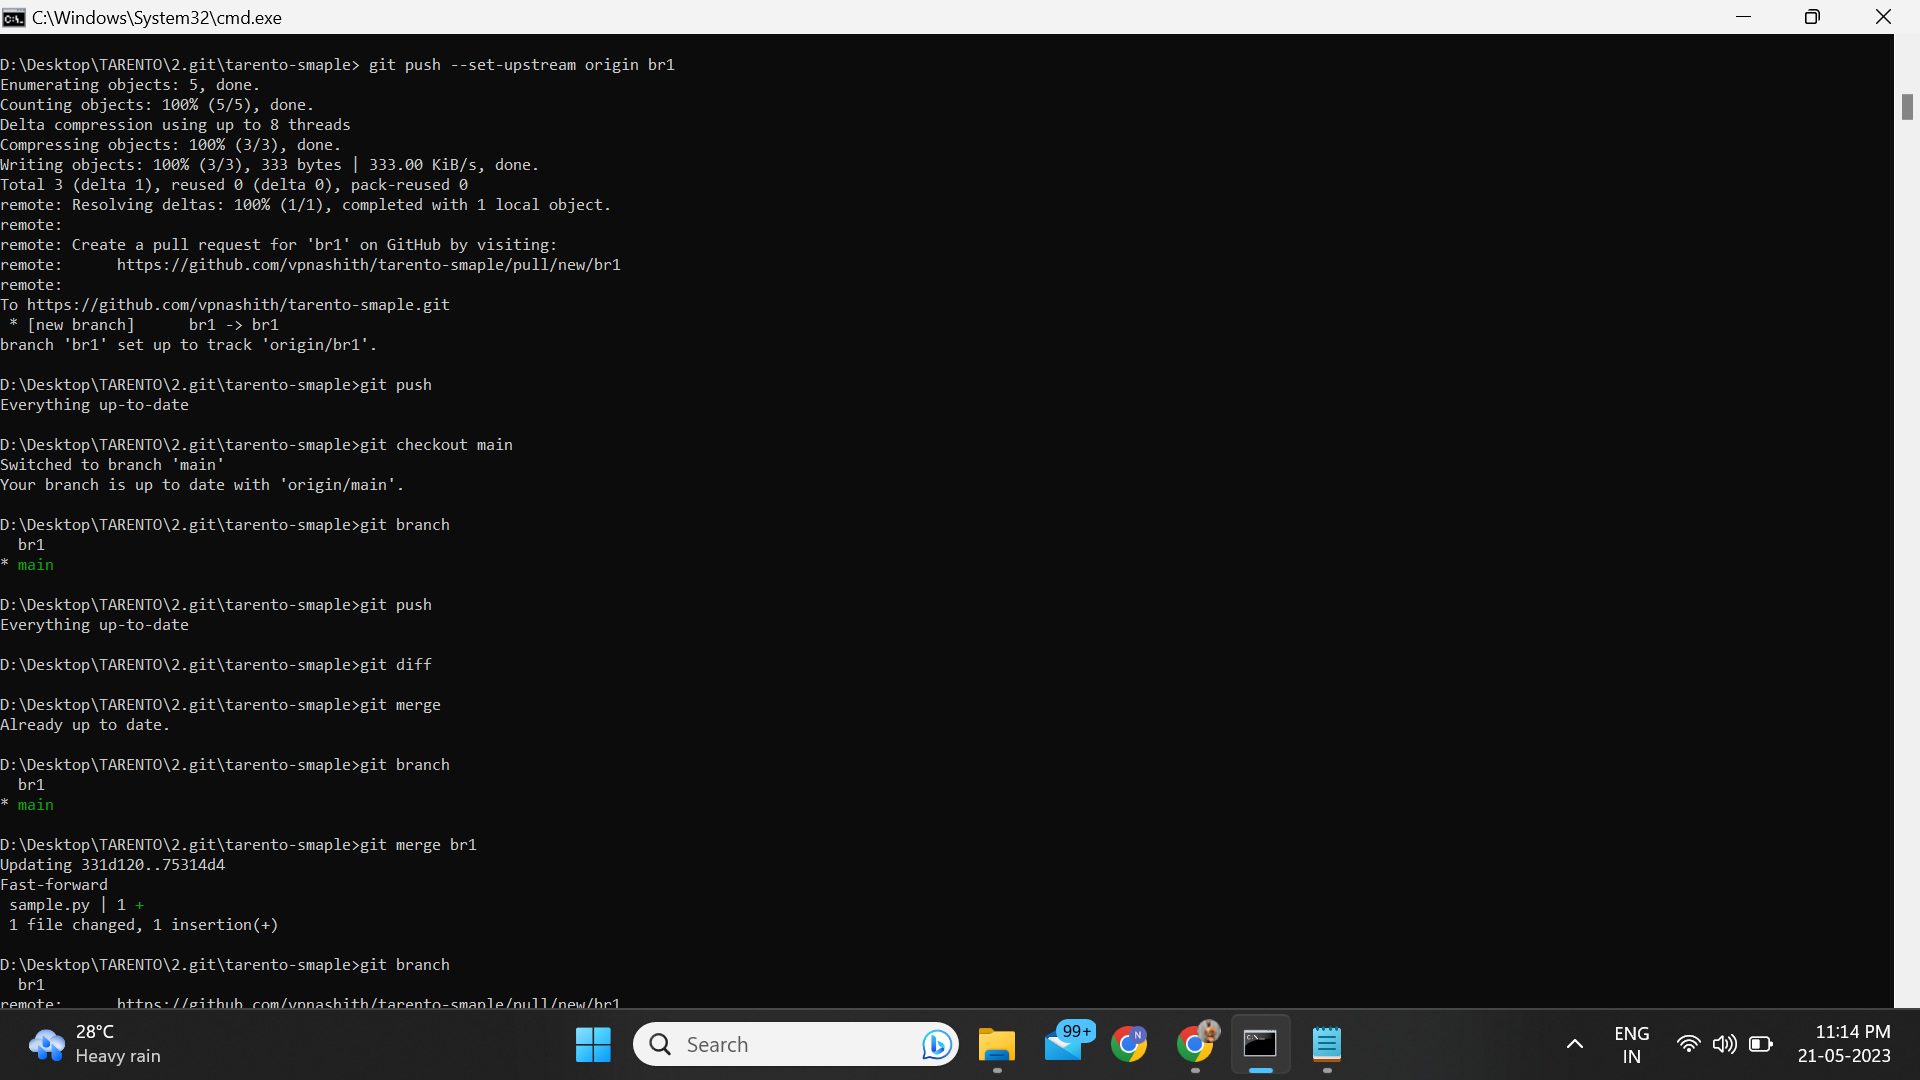 C:\Windows\System32\cmd.exe
D:\Desktop\TARENTO\2.git\tarento-smaple> git push --set-upstream origin br1
Enumerating objects: 5, done.
Counting objects: 100% (5/5), done.
Delta compression using up to 8 threads
Compressing objects: 100% (3/3), done.
Writing objects: 100% (3/3), 333 bytes | 333.00 KiB/s, done.
Total 3 (delta 1), reused 0 (delta 0), pack-reused 0
remote: Resolving deltas: 100% (1/1), completed with 1 local object.
remote:
remote: Create a pull request for 'br1' on GitHub by visiting:
remote:      https://github.com/vpnashith/tarento-smaple/pull/new/br1
remote:
To https://github.com/vpnashith/tarento-smaple.git
 * [new branch]      br1 -> br1
branch 'br1' set up to track 'origin/br1'.
D:\Desktop\TARENTO\2.git\tarento-smaple>git push
Everything up-to-date
D:\Desktop\TARENTO\2.git\tarento-smaple>git checkout main
Switched to branch 'main'
Your branch is up to date with 'origin/main'.
D:\Desktop\TARENTO\2.git\tarento-smaple>git branch
  br1
* main
D:\Desktop\TARENTO\2.git\tarento-smaple>git push
Everything up-to-date
D:\Desktop\TARENTO\2.git\tarento-smaple>git diff
D:\Desktop\TARENTO\2.git\tarento-smaple>git merge
Already up to date.
D:\Desktop\TARENTO\2.git\tarento-smaple>git branch
  br1
* main
D:\Desktop\TARENTO\2.git\tarento-smaple>git merge br1
Updating 331d120..75314d4
Fast-forward
 sample.py | 1 +
 1 file changed, 1 insertion(+)
D:\Desktop\TARENTO\2.git\tarento-smaple>git branch
  br1
remote:      https://github.com/vpnashith/tarento-smaple/pull/new/br1
28°C
Heavy rain
Search
99+
N
ENG
IN
11:14 PM
21-05-2023